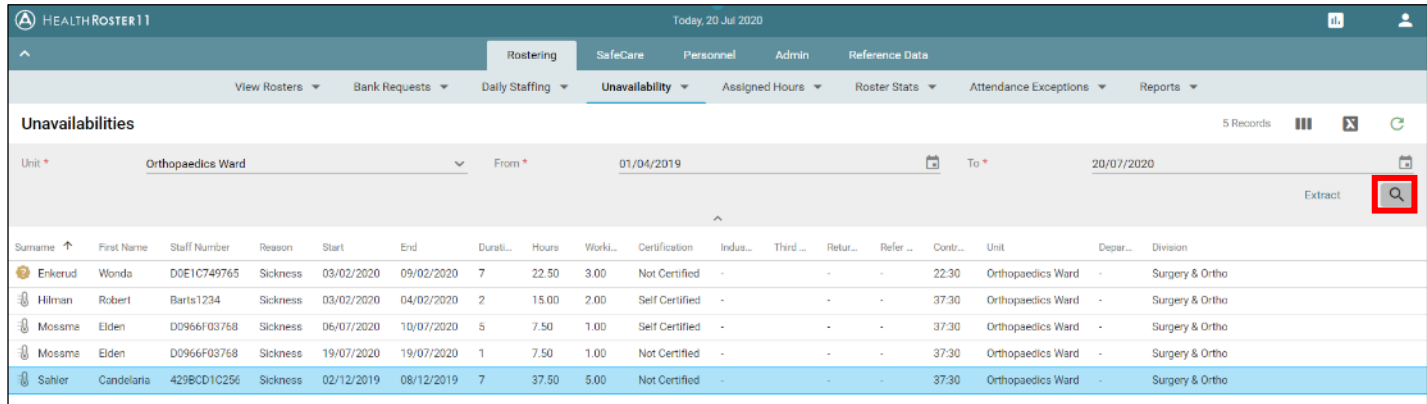 HEALTHROSTER11 Today, 20 Jul 2020
Rostering SafeCare Personnel Admin Reference Data
View Rosters Bank Requests Daily Staffing Unavailability Assigned Hours Roster Stats Attendance Exceptions Reports
Unavailabilities 5 Records
Unit * Orthopaedics Ward From * 01/04/2019 To * 20/07/2020
Extract
Surname First Name Staff Number Reason Start End Durati... Hours Worki... Certification Indus... Third ... Retur... Refer ... Contr... Unit Depar... Division
Enkerud Wonda D0E1C749765 Sickness 03/02/2020 09/02/2020 7 22.50 3.00 Not Certified - - - 22:30 Orthopaedics Ward - Surgery & Ortho
Hilman Robert Barts1234 Sickness 03/02/2020 04/02/2020 2 15.00 2.00 Self Certified - - - 37:30 Orthopaedics Ward - Surgery & Ortho
Mossma Elden D0966F03768 Sickness 06/07/2020 10/07/2020 5 7.50 1.00 Self Certified - - - 37:30 Orthopaedics Ward - Surgery & Ortho
Mossma Elden D0966F03768 Sickness 19/07/2020 19/07/2020 1 7.50 1.00 Not Certified - - - 37:30 Orthopaedics Ward - Surgery & Ortho
Sahler Candelaria 429BCD1C256 Sickness 02/12/2019 08/12/2019 7 37.50 5.00 Not Certified - - - 37:30 Orthopaedics Ward - Surgery & Ortho